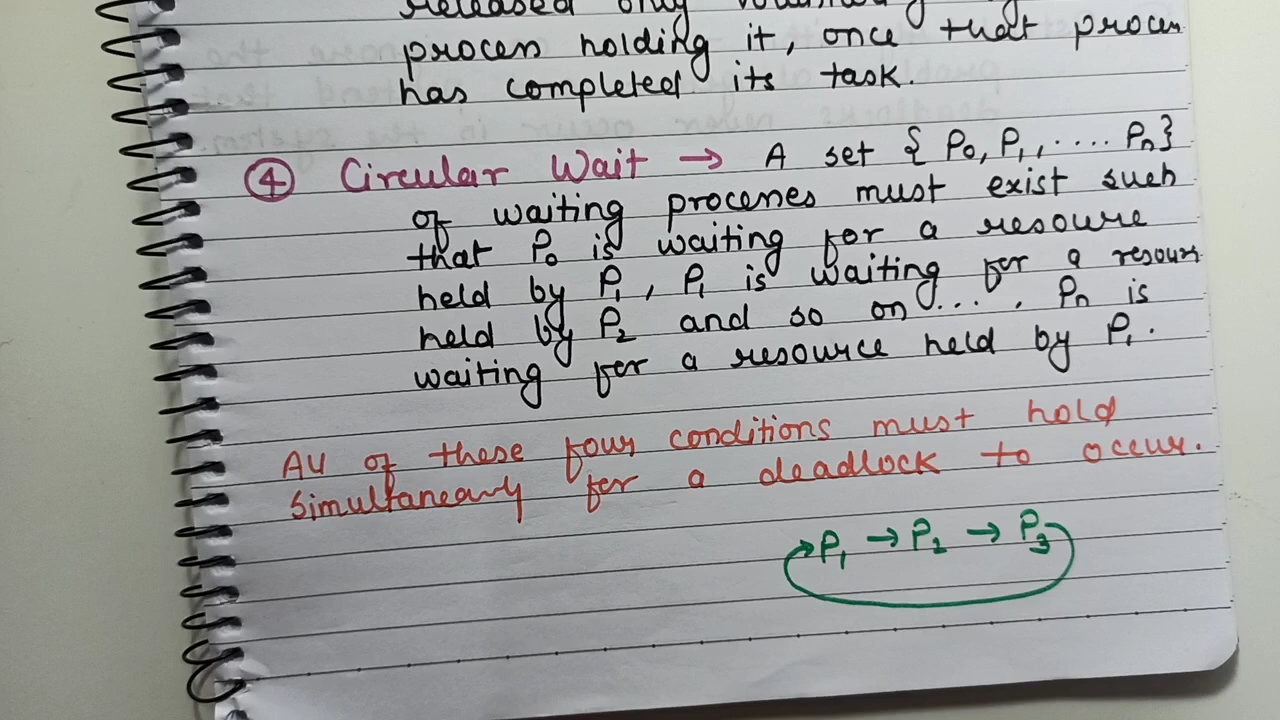 released only
process holding it, once that process
has completed its task.
④ Circular Wait → A set { P0, P1, .... Pn}
of waiting processes must exist such
that P0 is waiting for a resource
held by P1, P1 is waiting for a resource
held by P2 and so on.... . Pn is
waiting for a resource held by P1.
All of these four conditions must hold
simultaneously for a deadlock to occur.
P1 → P2 → P3